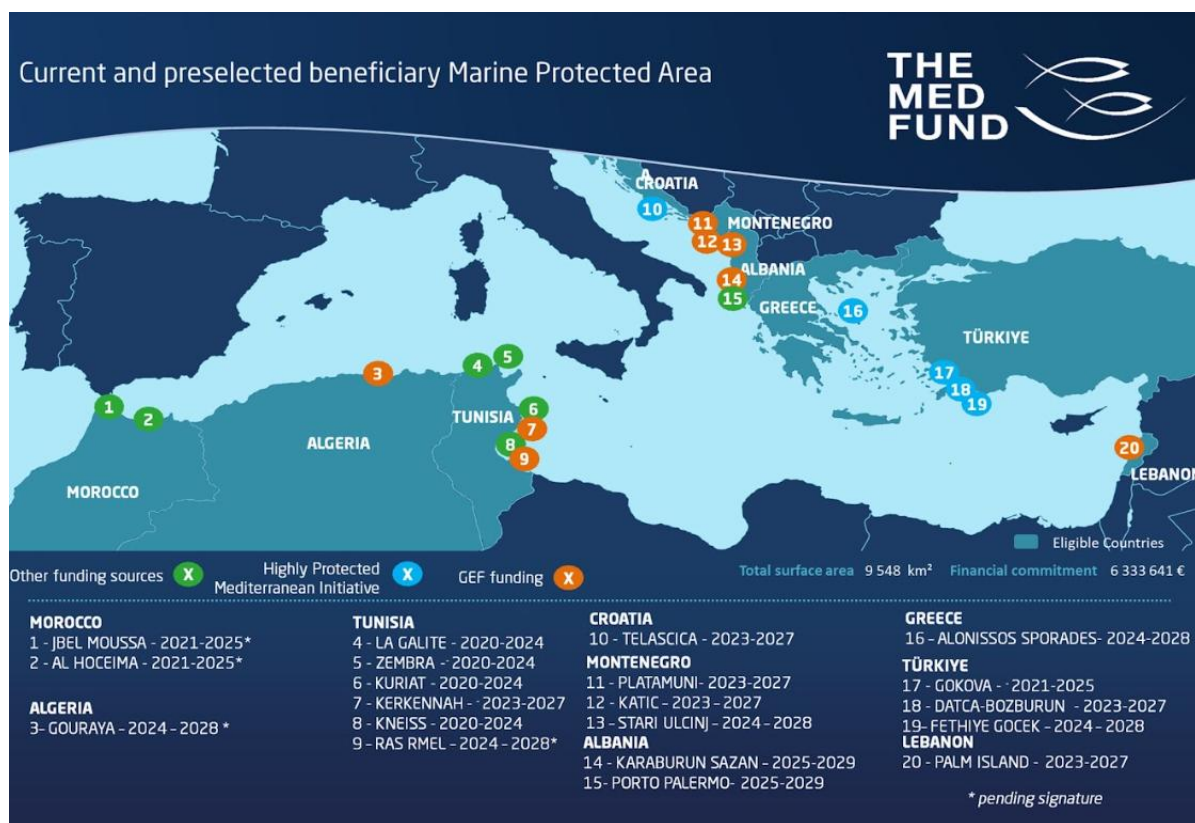 Current and preselected beneficiary Marine Protected Area
THE
MED
FUND
A
CROATIA
10
11
MONTENEGRO
12
13
ALBANIA
14
15
GREECE
16
TÜRKIYE
17
18
19
3
4
5
1
2
TUNISIA
6
7
8
9
ALGERIA
MOROCCO
20
LEBANON
Eligible Countries
Other funding sources X
Highly Protected
Mediterranean Initiative X
GEF funding X
Total surface area 9 548 km²
Financial commitment 6 333 641 €
MOROCCO
1 - JBEL MOUSSA - 2021-2025*
2 - AL HOCEIMA - 2021-2025*
ALGERIA
3- GOURAYA - 2024 - 2028 *
TUNISIA
4 - LA GALITE - 2020-2024
5 - ZEMBRA - 2020-2024
6 - KURIAT - 2020-2024
7 - KERKENNAH - 2023-2027
8 - KNEISS - 2020-2024
9 - RAS RMEL - 2024 - 2028*
CROATIA
10 - TELASCICA - 2023-2027
MONTENEGRO
11 - PLATAMUNI- 2023-2027
12 - KATIC - 2023 - 2027
13 - STARI ULCINJ - 2024 - 2028
ALBANIA
14 - KARABURUN SAZAN - 2025-2029
15- PORTO PALERMO- 2025-2029
GREECE
16 - ALONISSOS SPORADES- 2024-2028
TÜRKIYE
17 - GOKOVA - 2021-2025
18 - DATCA-BOZBURUN - 2023-2027
19- FETHIYE GOCEK - 2024 - 2028
LEBANON
20 - PALM ISLAND - 2023-2027
* pending signature